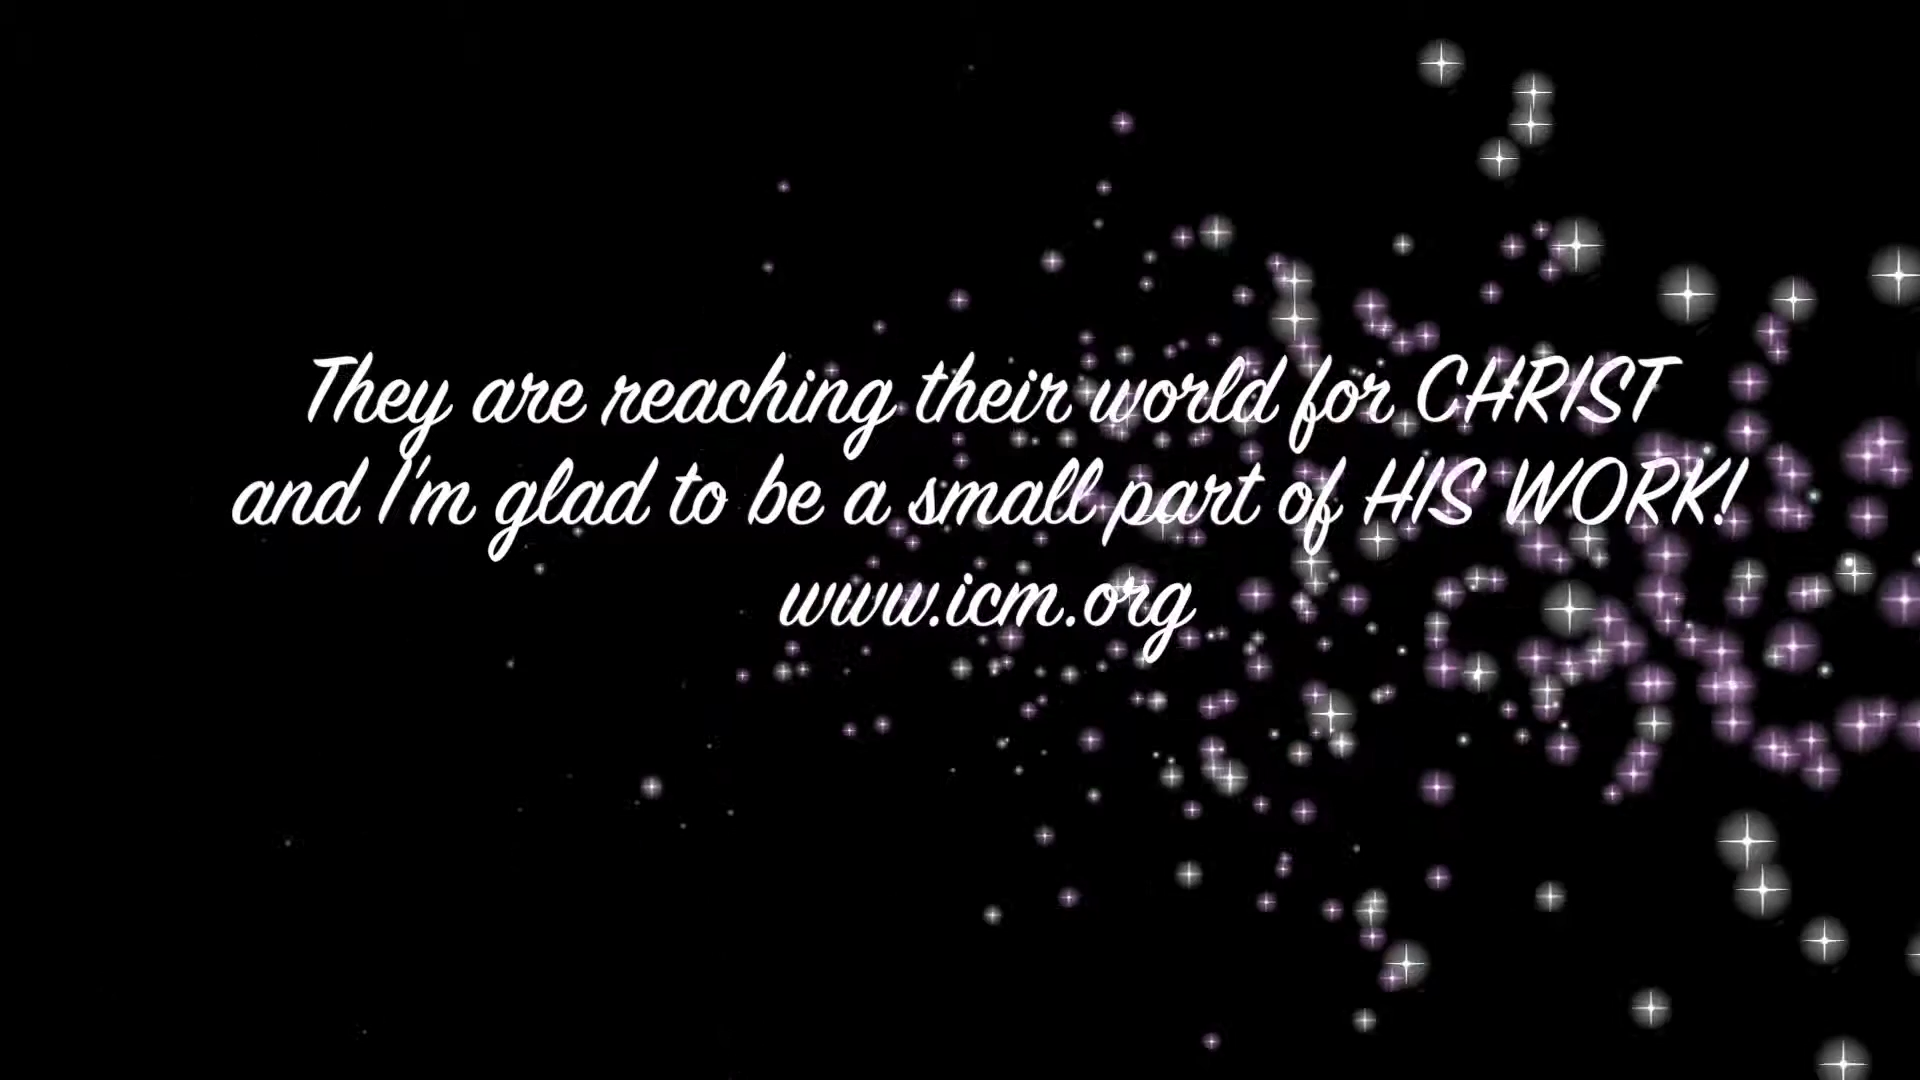 They are reaching their world for CHRIST
and I'm glad to be a small part of HIS WORK!
www.icm.org